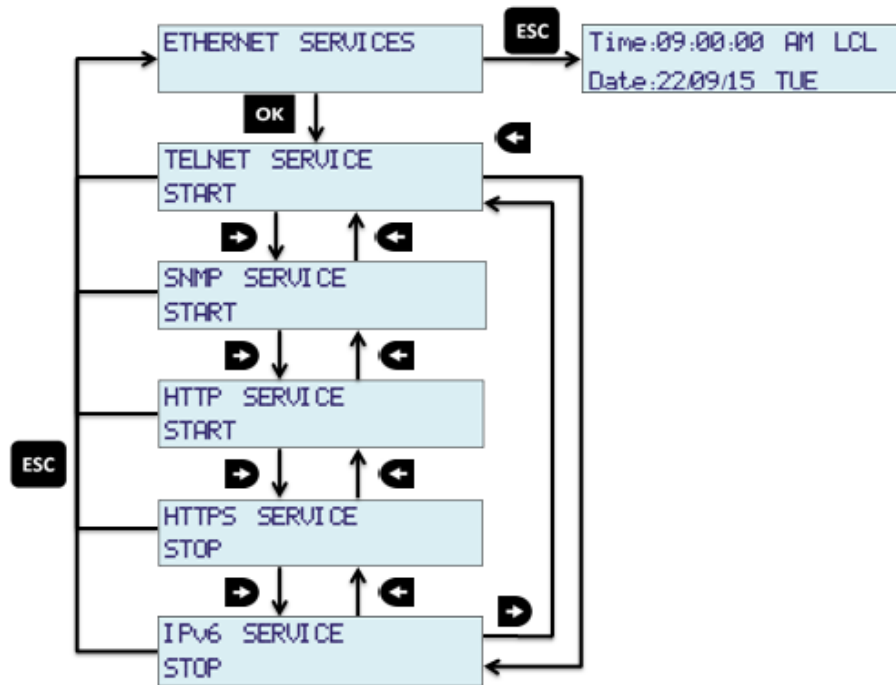 ESC
ETHERNET SERVICES
Time:09:00:00 AM LCL
Date:22/09/15 TUE
OK
TELNET SERVICE
START
SNMP SERVICE
START
HTTP SERVICE
START
ESC
HTTPS SERVICE
STOP
IPv6 SERVICE
STOP